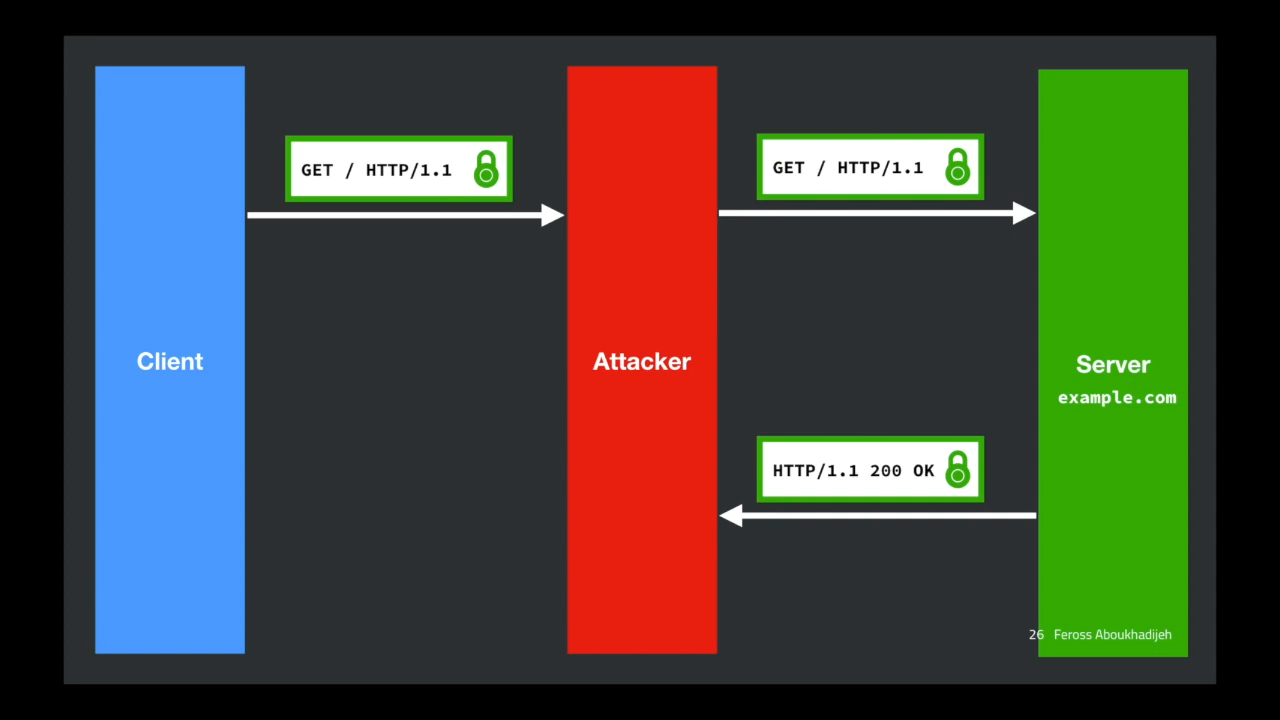 GET / HTTP/1.1
GET / HTTP/1.1
Client
Attacker
Server
example.com
HTTP/1.1 200 OK
26 Feross Aboukhadijeh